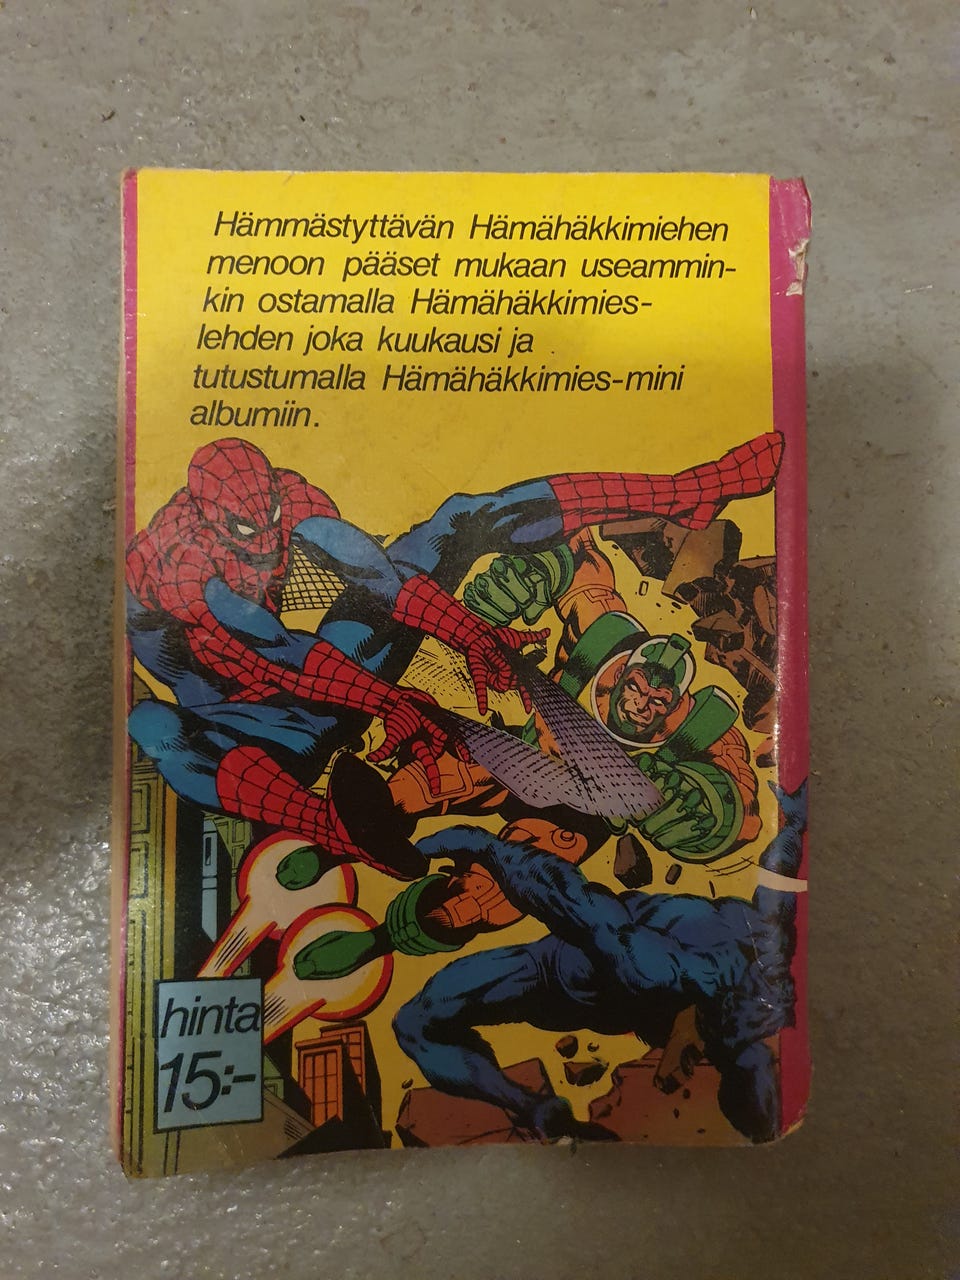 Hämmästyttävän Hämähäkkimiehen
menoon pääset mukaan useammin-
kin ostamalla Hämähäkkimies-
lehden joka kuukausi ja
tutustumalla Hämähäkkimies-mini
albumiin.
hinta
15:-